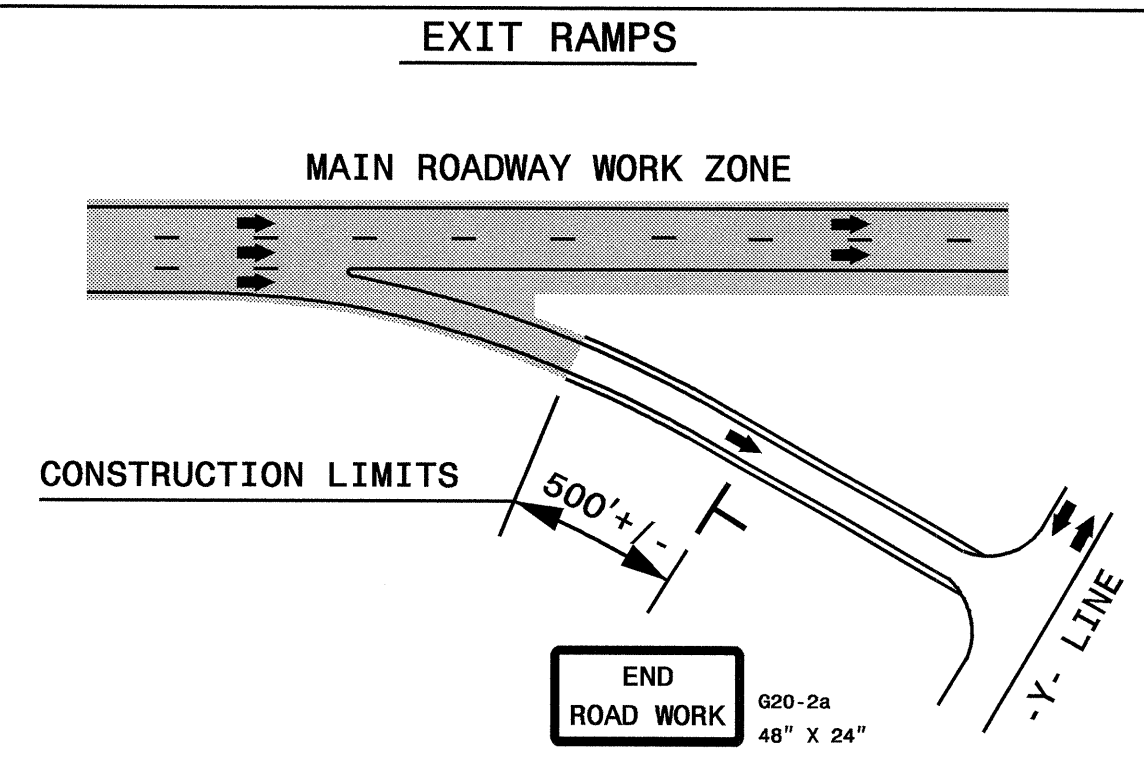 EXIT RAMPS
MAIN ROADWAY WORK ZONE
CONSTRUCTION LIMITS
500'+/-
-Y- LINE
END
ROAD WORK
G20-2a
48" X 24"